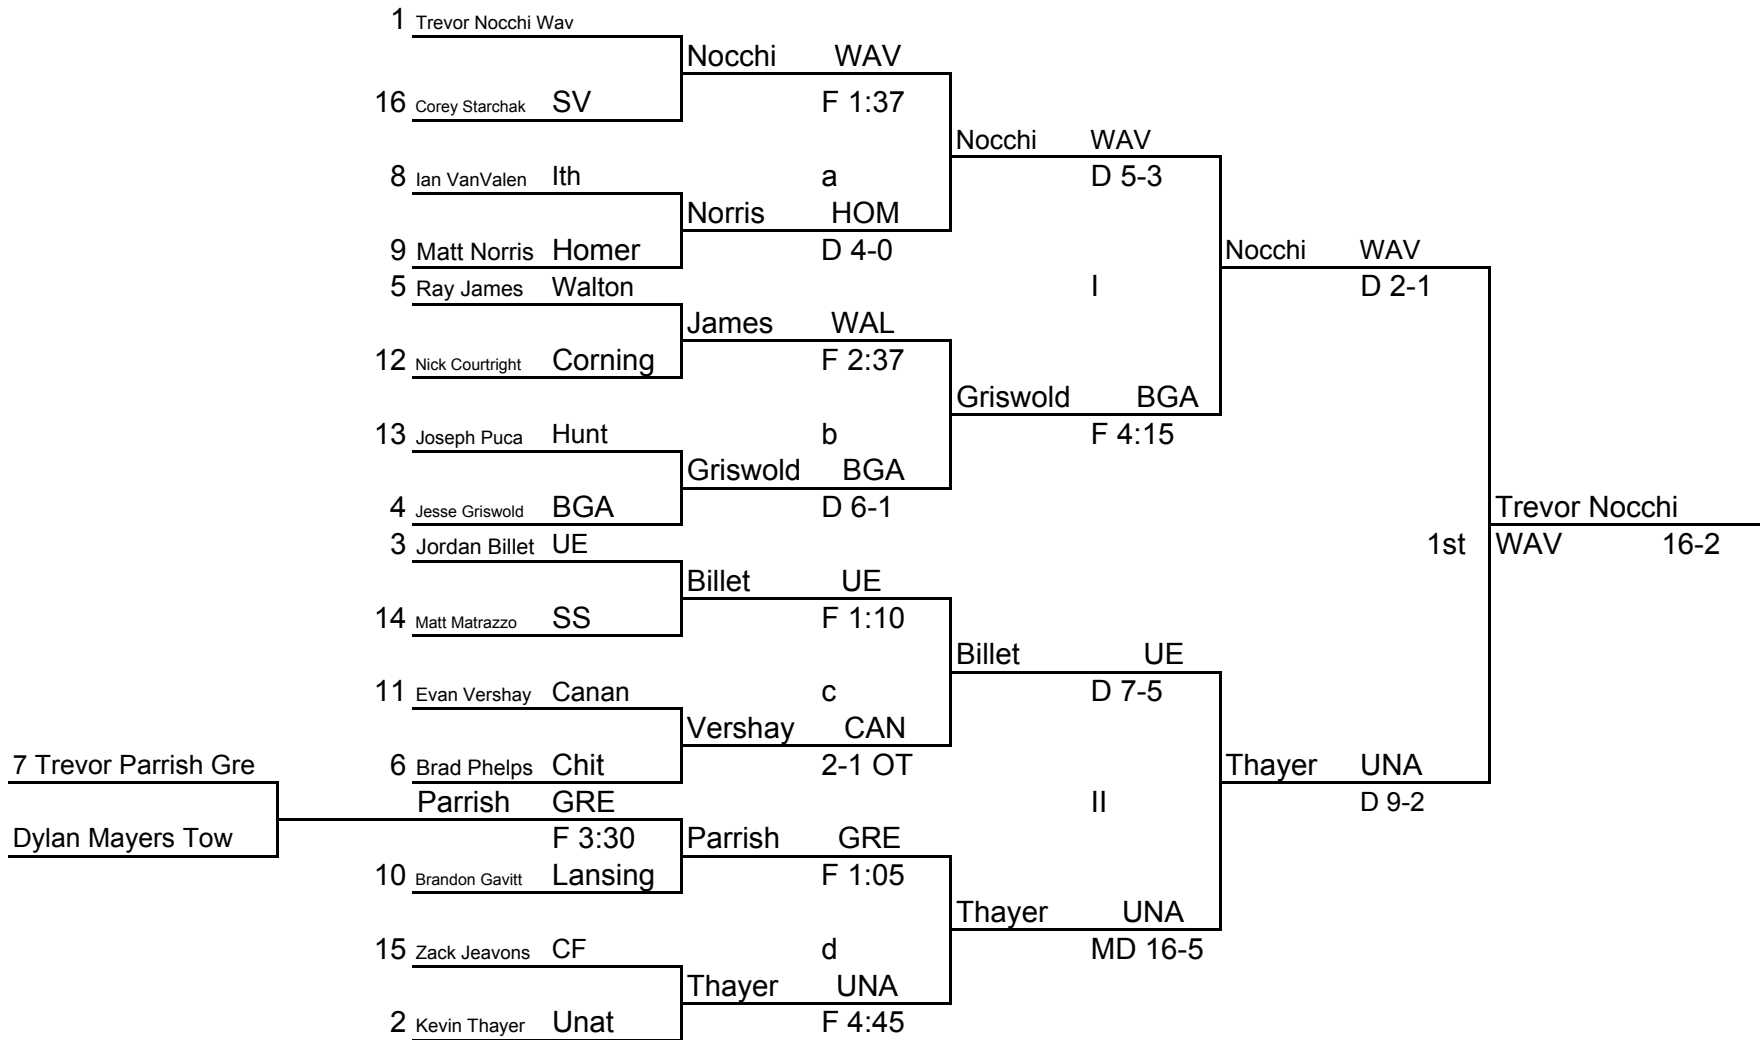 1 Trevor Nocchi Wav
Nocchi WAV
16 Corey Starchak SV F 1:37
Nocchi WAV
8 Ian VanValen Ith a D 5-3
Norris HOM
9 Matt Norris Homer D 4-0 Nocchi WAV
5 Ray James Walton I D 2-1
James WAL
12 Nick Courtright Corning F 2:37
Griswold BGA
13 Joseph Puca Hunt b F 4:15
Griswold BGA
4 Jesse Griswold BGA D 6-1 Trevor Nocchi
3 Jordan Billet UE 1st WAV 16-2
Billet UE
14 Matt Matrazzo SS F 1:10
Billet UE
11 Evan Vershay Canan c D 7-5
Vershay CAN
7 Trevor Parrish Gre 6 Brad Phelps Chit 2-1 OT Thayer UNA
Parrish GRE II D 9-2
Dylan Mayers Tow F 3:30 Parrish GRE
10 Brandon Gavitt Lansing F 1:05
Thayer UNA
15 Zack Jeavons CF d MD 16-5
Thayer UNA
2 Kevin Thayer Unat F 4:45